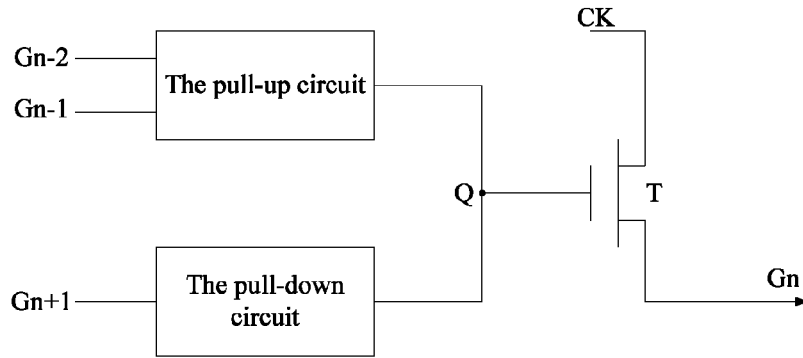 CK
Gn-2
The pull-up circuit
Gn-1
Q
T
Gn+1
The pull-down
circuit
Gn